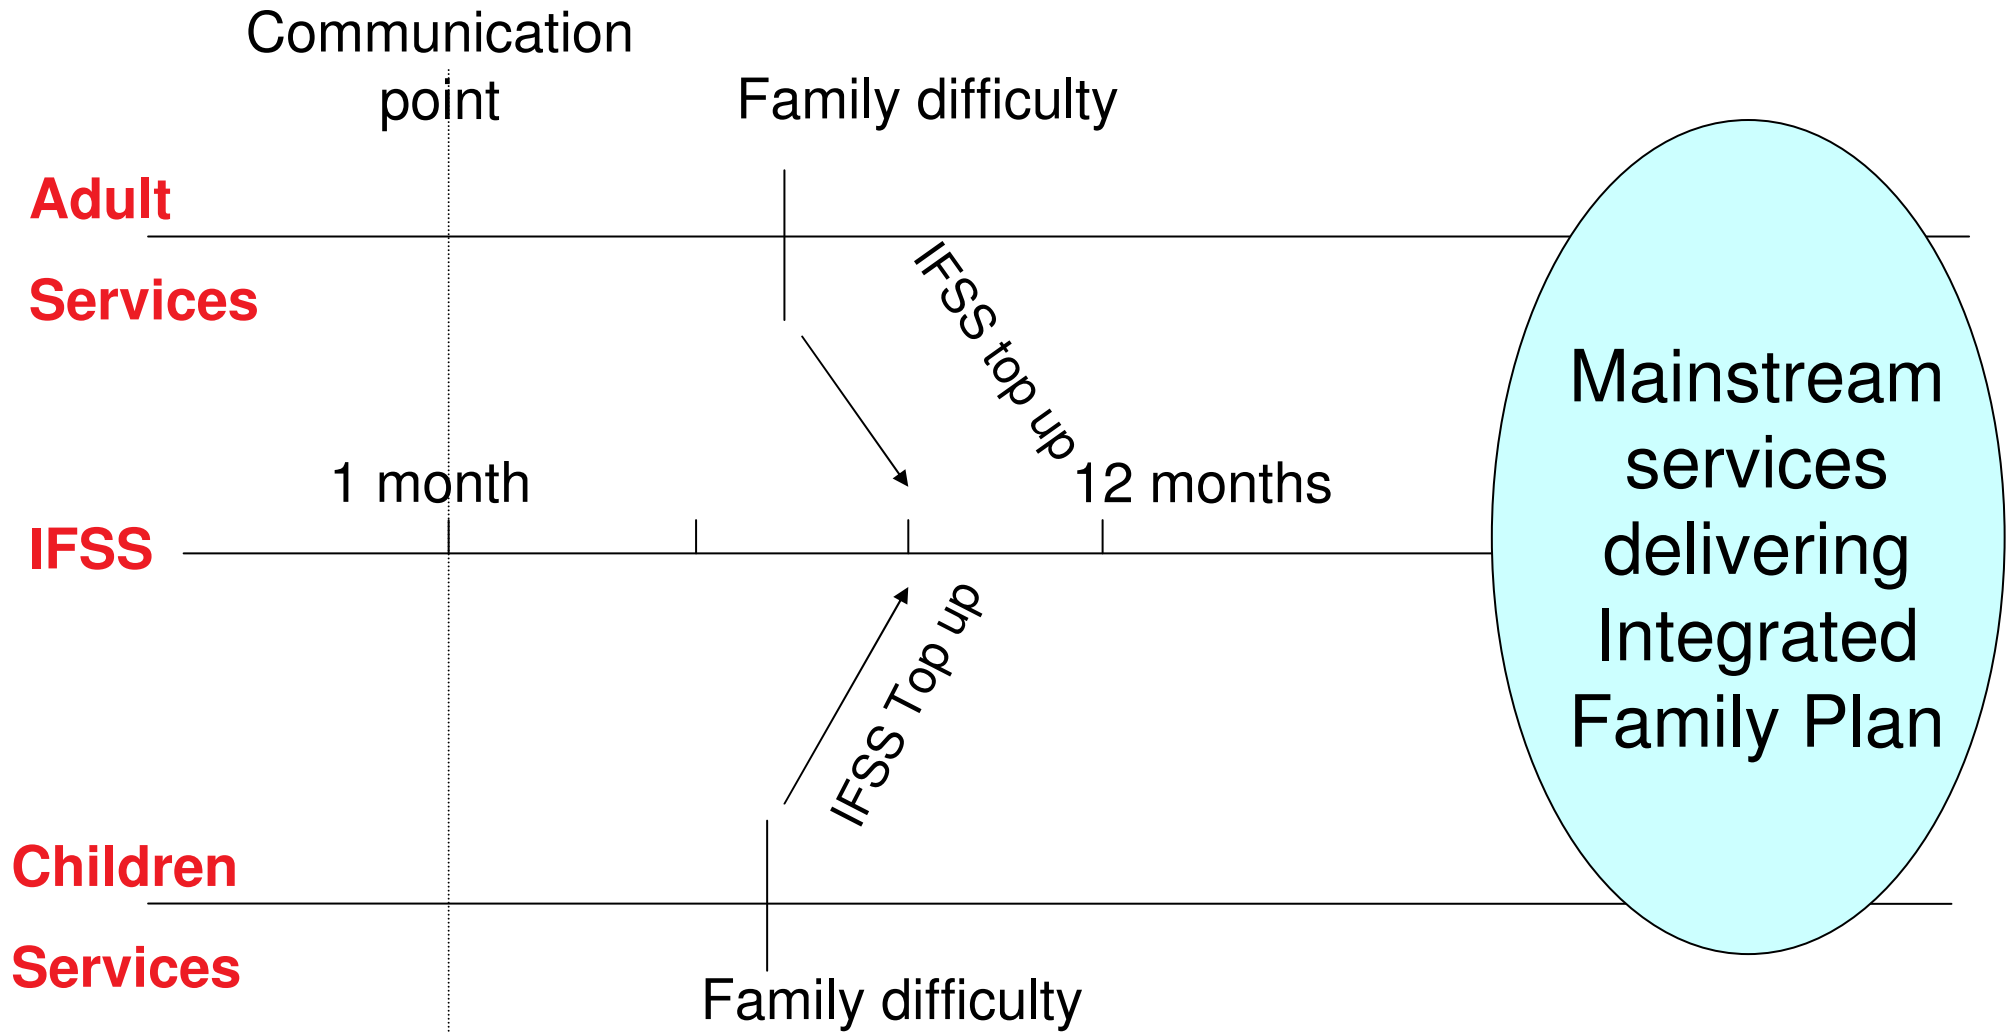 Communication
point
Family difficulty
Adult
Services
IFSS top up
1 month
12 months
IFSS
IFSS Top up
Children
Services
Family difficulty
Mainstream
services
delivering
Integrated
Family Plan